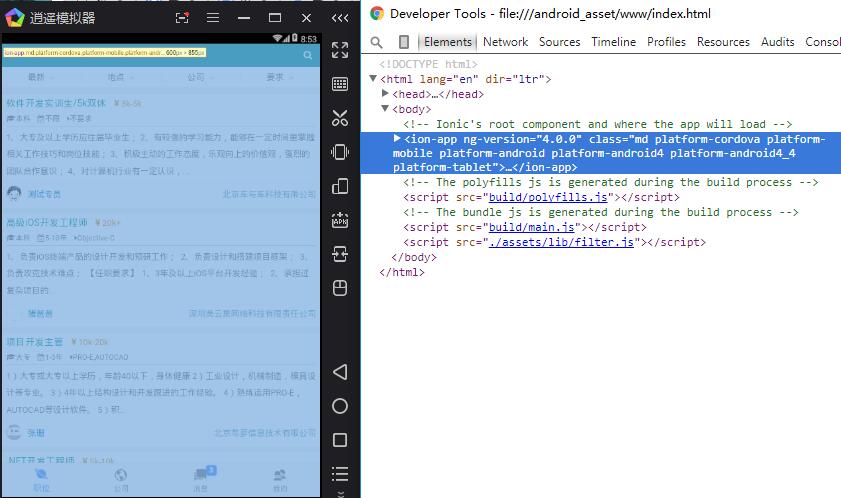 逍遥模拟器
8:53
ion-app.md.platform-cordova.platform-mobile.platform-andr... 600px × 855px
最新 地点 公司 要求
软件开发实训生/5k双休 ¥3k-5k
本科 不限 不要求
1、大专及以上学历应往届毕业生； 2、有较强的学习能力，能够在一定时间里掌握
相关工作技巧和岗位技能； 3、积极主动的工作态度，乐观向上的价值观，强烈的
团队合作意识； 4、对计算机行业有一定认识，...
测试专员 北京车与车科技有限公司
高级iOS开发工程师 ¥20k+
本科 5-10年 Objective-C
1、负责iOS终端产品的设计开发和预研工作； 2、负责设计和搭建项目框架； 3、
负责攻克技术难点； 【任职要求】 1、3年及以上iOS平台开发经验； 2、承担过
复杂项目的...
猪爸爸 深圳美云集网络科技有限责任公司
项目开发主管 ¥10k-20k
大专 1-3年 PRO-E,AUTOCAD
1）大专或大专以上学历，年龄40以下，身体健康 2）工业设计，机械制造，模具设
计等专业。 3）4年以上结构设计和开发跟进的工作经验。 4）熟练运用PRO-E，
AUTOCAD等设计软件。 5）积...
张珊
.NET开发工程师 ¥5k-10k
职位 公司 消息 3 我的
Developer Tools - file:///android_asset/www/index.html
Elements Network Sources Timeline Profiles Resources Audits Consol
<!DOCTYPE html>
▼<html lang="en" dir="ltr">
▶<head>…</head>
▼<body>
<!-- Ionic's root component and where the app will load -->
▶<ion-app ng-version="4.0.0" class="md platform-cordova platform-
mobile platform-android platform-android4 platform-android4_4
platform-tablet">…</ion-app>
<!-- The polyfills js is generated during the build process -->
<script src="build/polyfills.js"></script>
<!-- The bundle js is generated during the build process -->
<script src="build/main.js"></script>
<script src="./assets/lib/filter.js"></script>
</body>
</html>